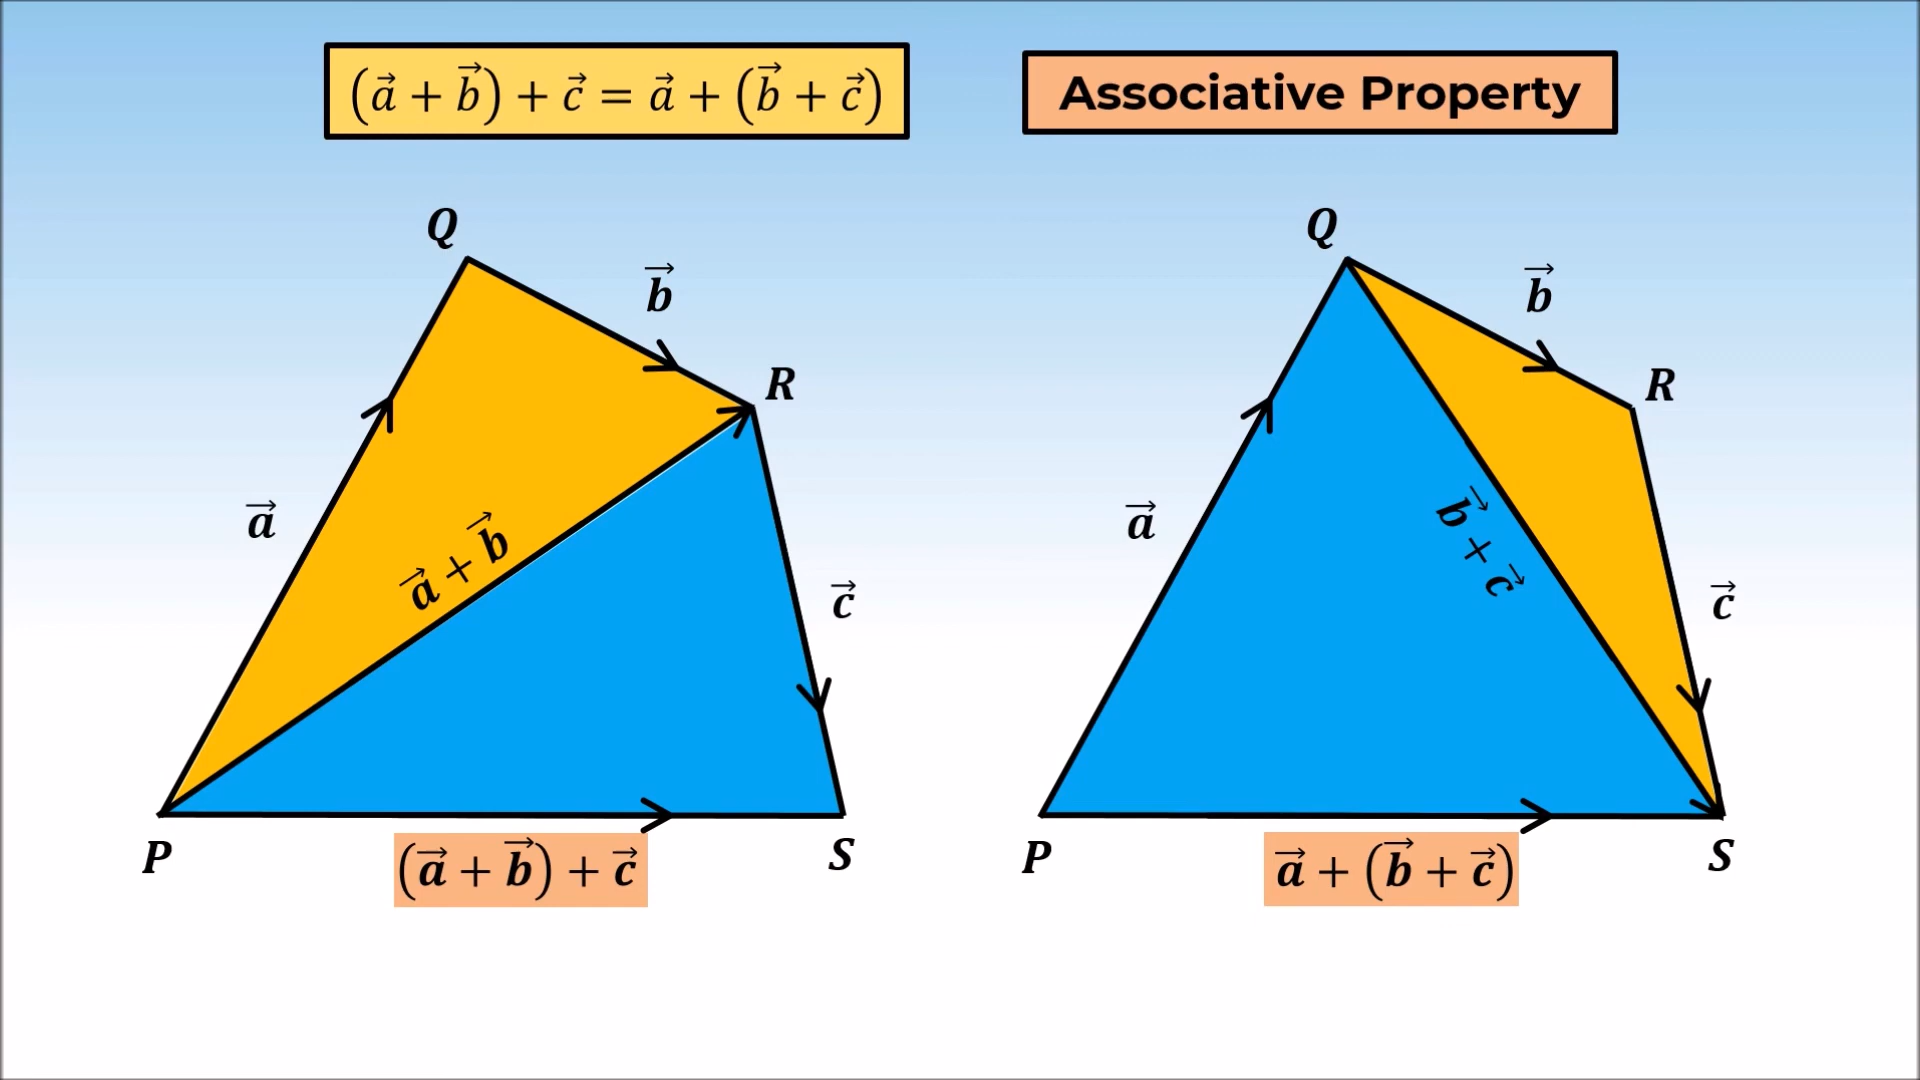 (a⃗ + b⃗) + c⃗ = a⃗ + (b⃗ + c⃗)
Associative Property
Q
b⃗
R
a⃗
a⃗ + b⃗
c⃗
P
S
(a⃗ + b⃗) + c⃗
Q
b⃗
R
a⃗
b⃗ + c⃗
c⃗
P
S
a⃗ + (b⃗ + c⃗)